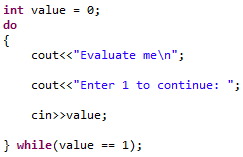 int value = 0;
do
{
cout<<"Evaluate me\n";
cout<<"Enter 1 to continue: ";
cin>>value;
} while(value == 1);